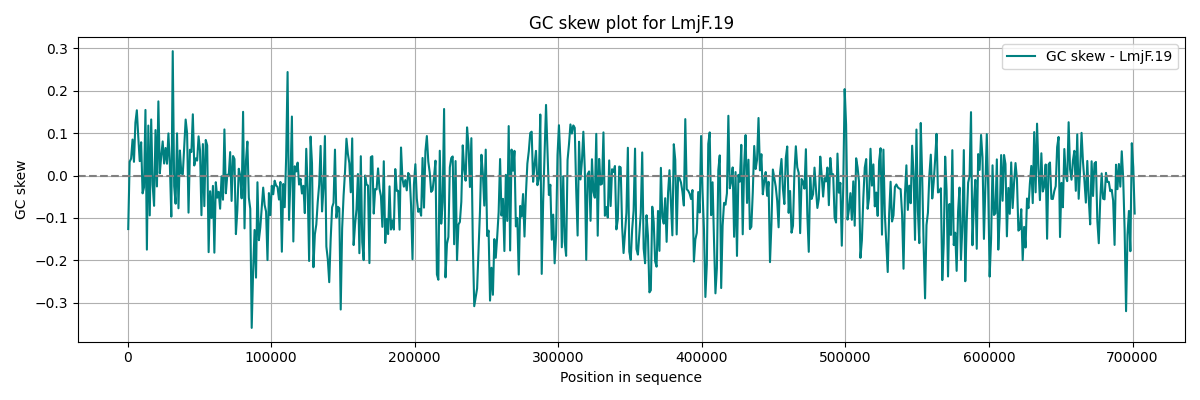 GC skew plot for LmjF.19
GC skew - LmjF.19
GC skew
0.3
0.2
0.1
0.0
−0.1
−0.2
−0.3
0 100000 200000 300000 400000 500000 600000 700000
Position in sequence